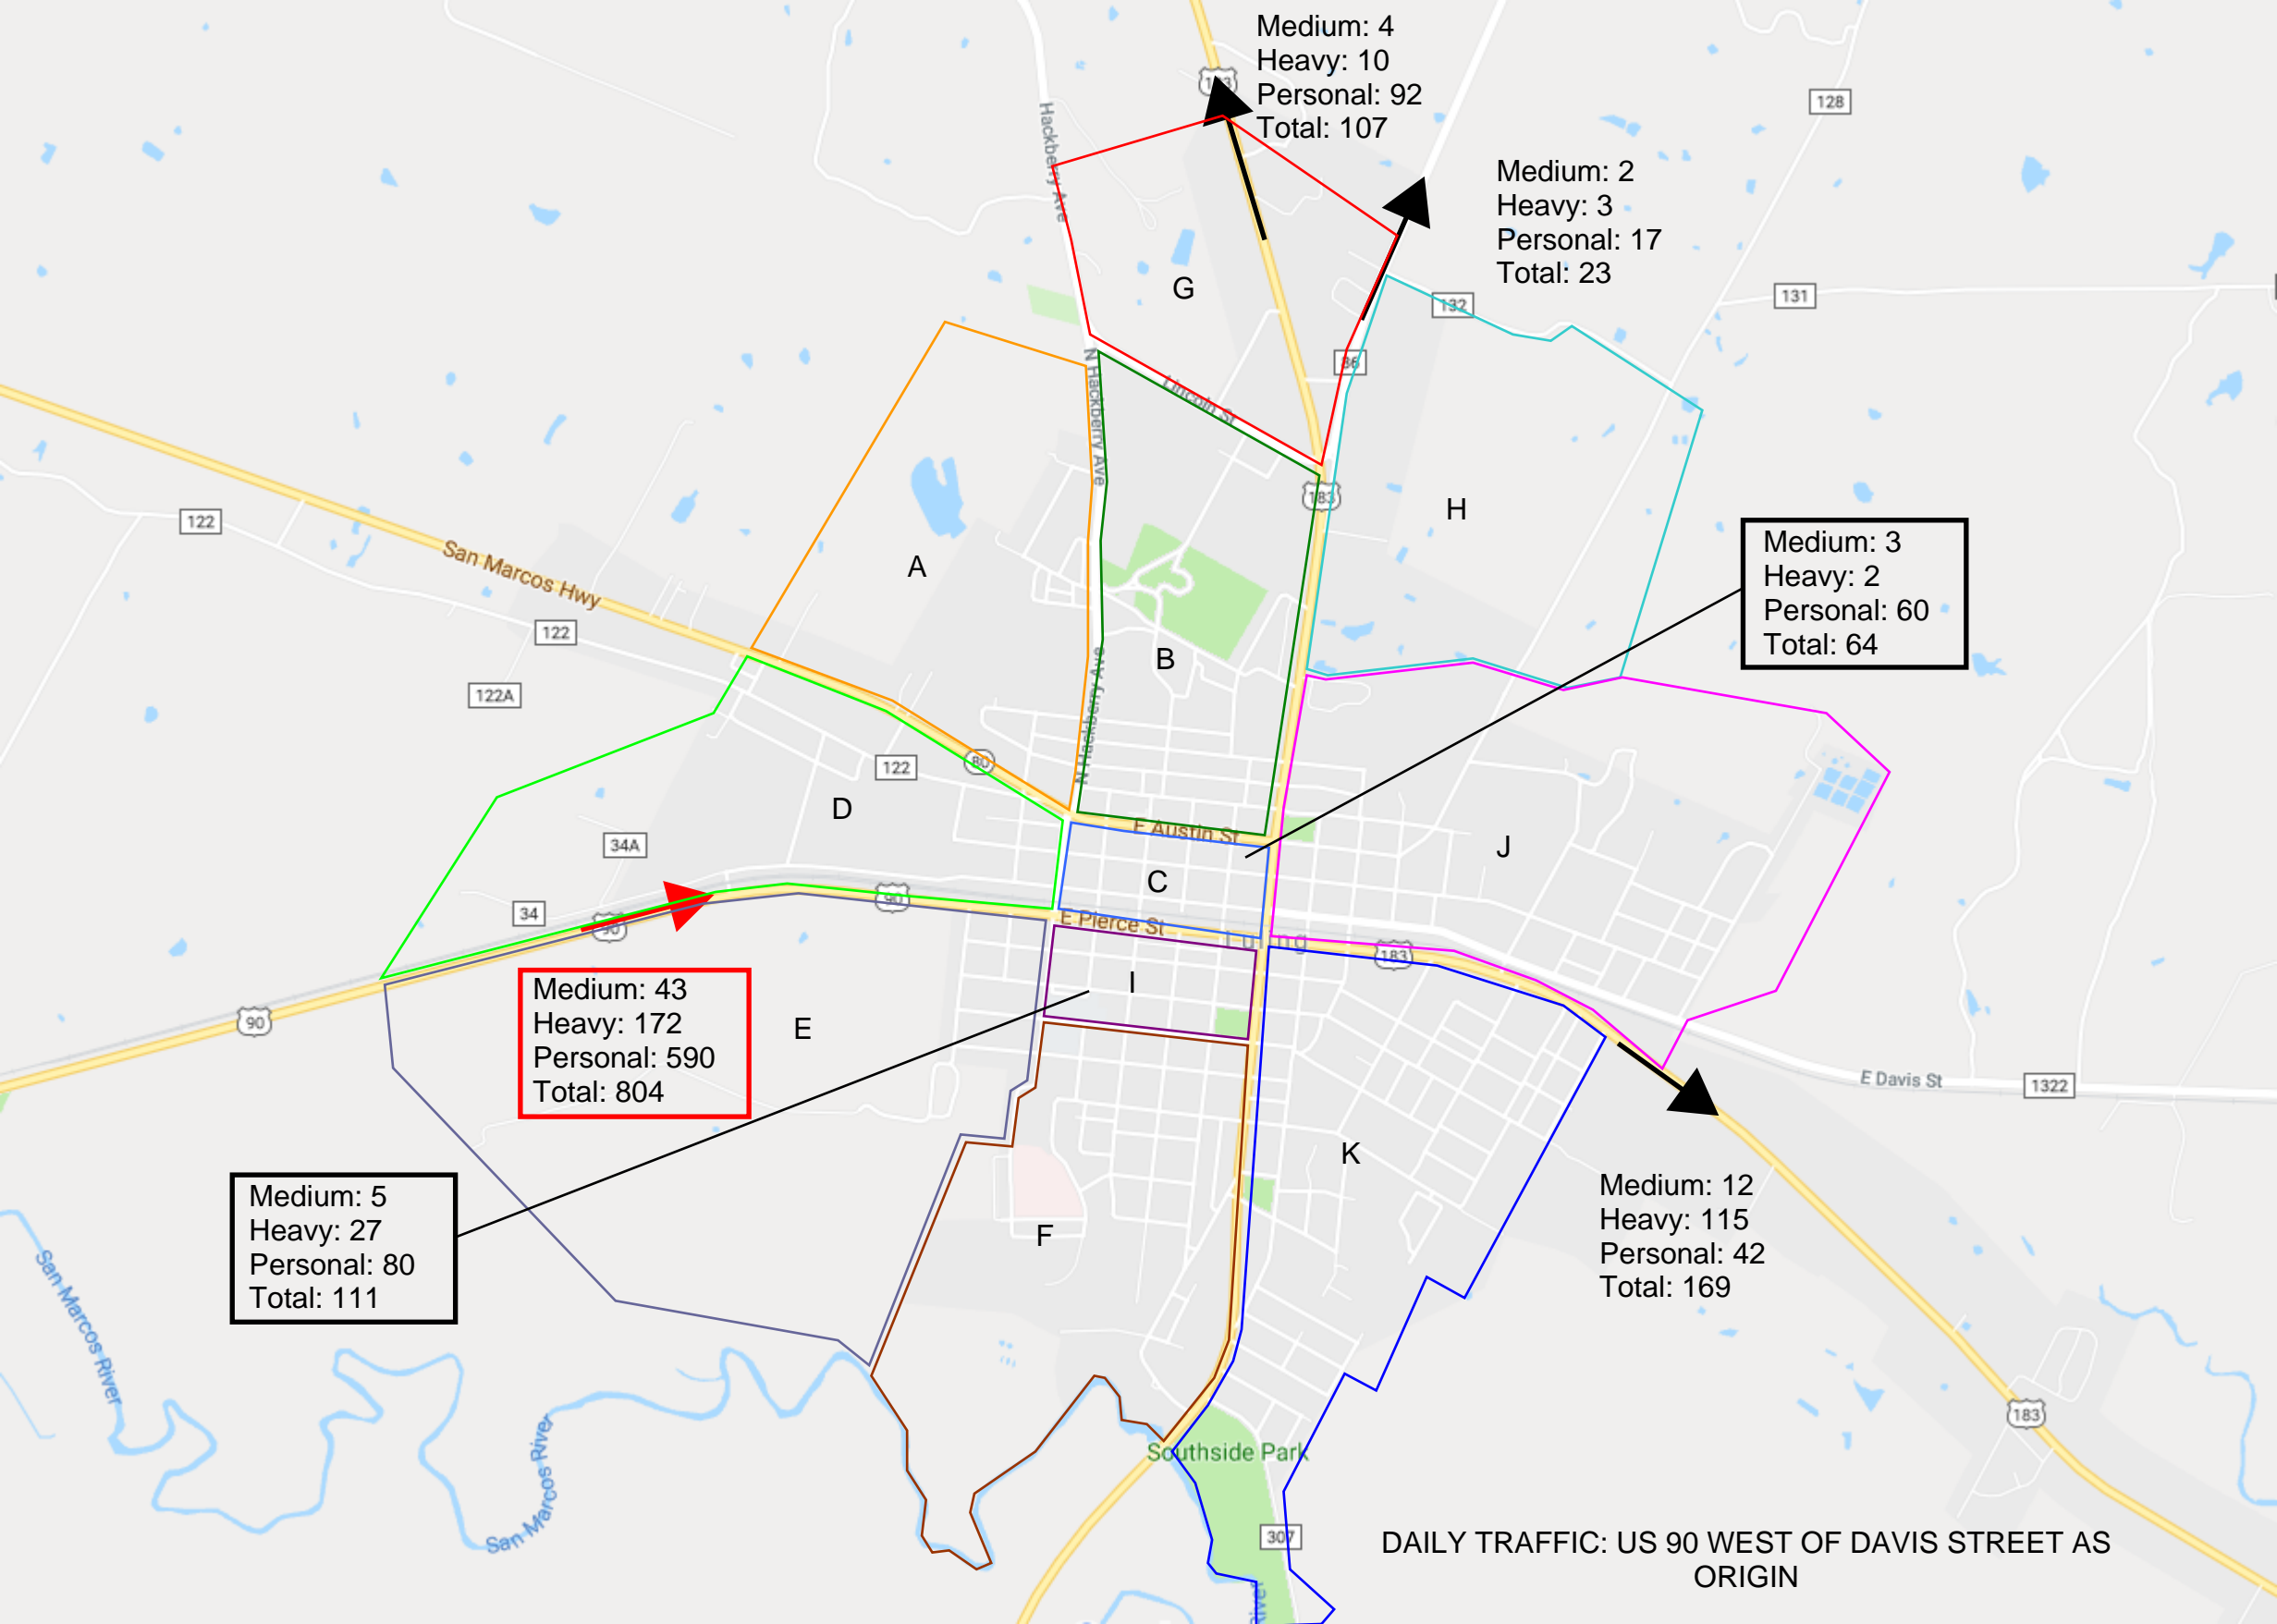 Medium: 4
Heavy: 10
Personal: 92
Total: 107
183
Hackberry Ave
128
Medium: 2
Heavy: 3
Personal: 17
Total: 23
G
132
131
86
N Hackberry Ave
Lincoln St
183
H
122
San Marcos Hwy
A
Medium: 3
Heavy: 2
Personal: 60
Total: 64
122
B
122A
N Hackberry Ave
80
122
D
E Austin St
34A
J
C
90
34
90
E Pierce St
Luling
183
Medium: 43
Heavy: 172
Personal: 590
Total: 804
I
90
E
E Davis St
1322
K
Medium: 5
Heavy: 27
Personal: 80
Total: 111
Medium: 12
Heavy: 115
Personal: 42
Total: 169
F
San Marcos River
183
Southside Park
San Marcos River
307
River
DAILY TRAFFIC: US 90 WEST OF DAVIS STREET AS
ORIGIN